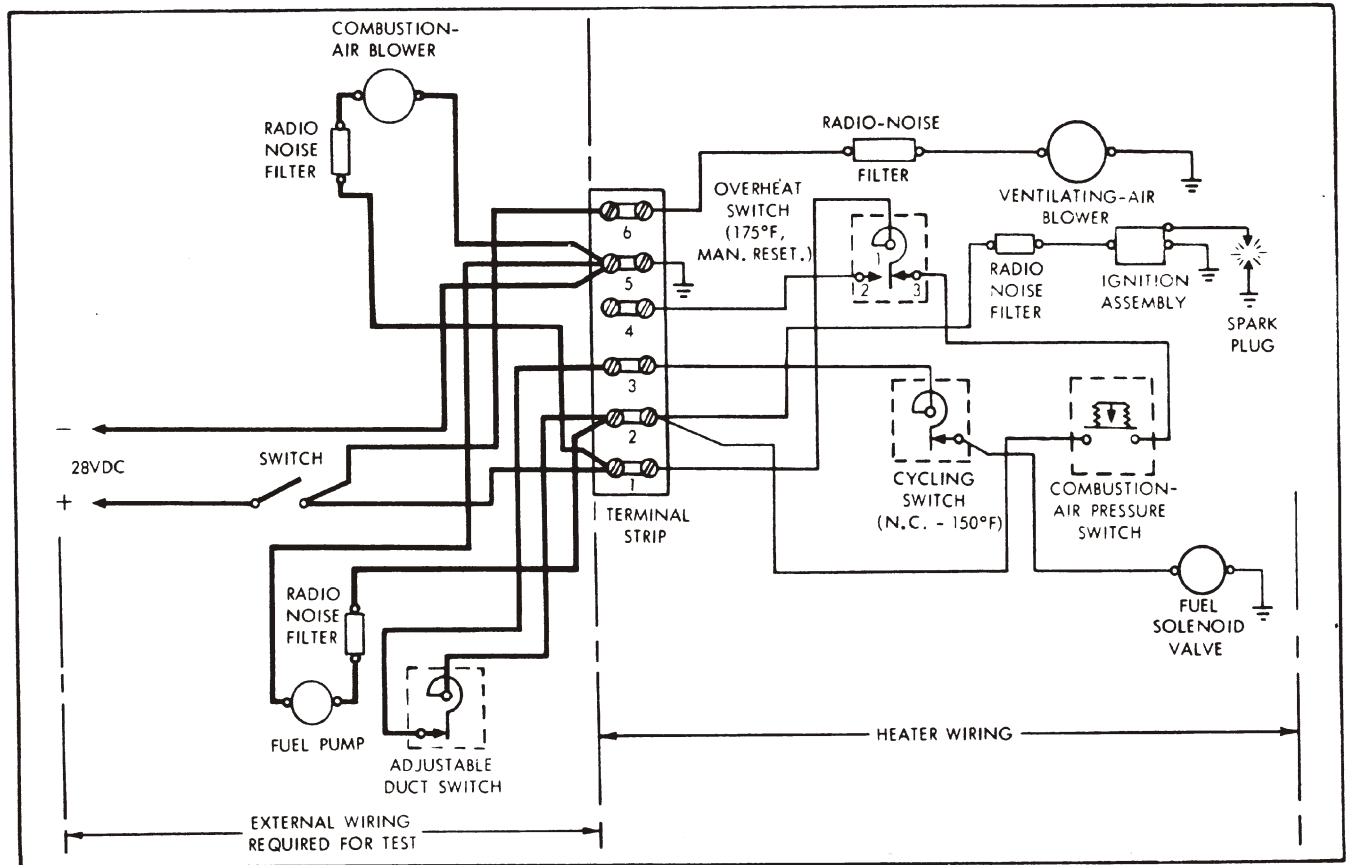 COMBUSTION-
AIR BLOWER
RADIO
NOISE
FILTER
RADIO-NOISE
FILTER
VENTILATING-AIR
BLOWER
OVERHEAT
SWITCH
(175°F,
MAN. RESET.)
1
2
3
RADIO
NOISE
FILTER
IGNITION
ASSEMBLY
SPARK
PLUG
6
5
4
3
2
1
TERMINAL
STRIP
−
28VDC
+
SWITCH
CYCLING
SWITCH
(N.C. - 150°F)
COMBUSTION-
AIR PRESSURE
SWITCH
FUEL
SOLENOID
VALVE
RADIO
NOISE
FILTER
FUEL PUMP
ADJUSTABLE
DUCT SWITCH
HEATER WIRING
EXTERNAL WIRING
REQUIRED FOR TEST